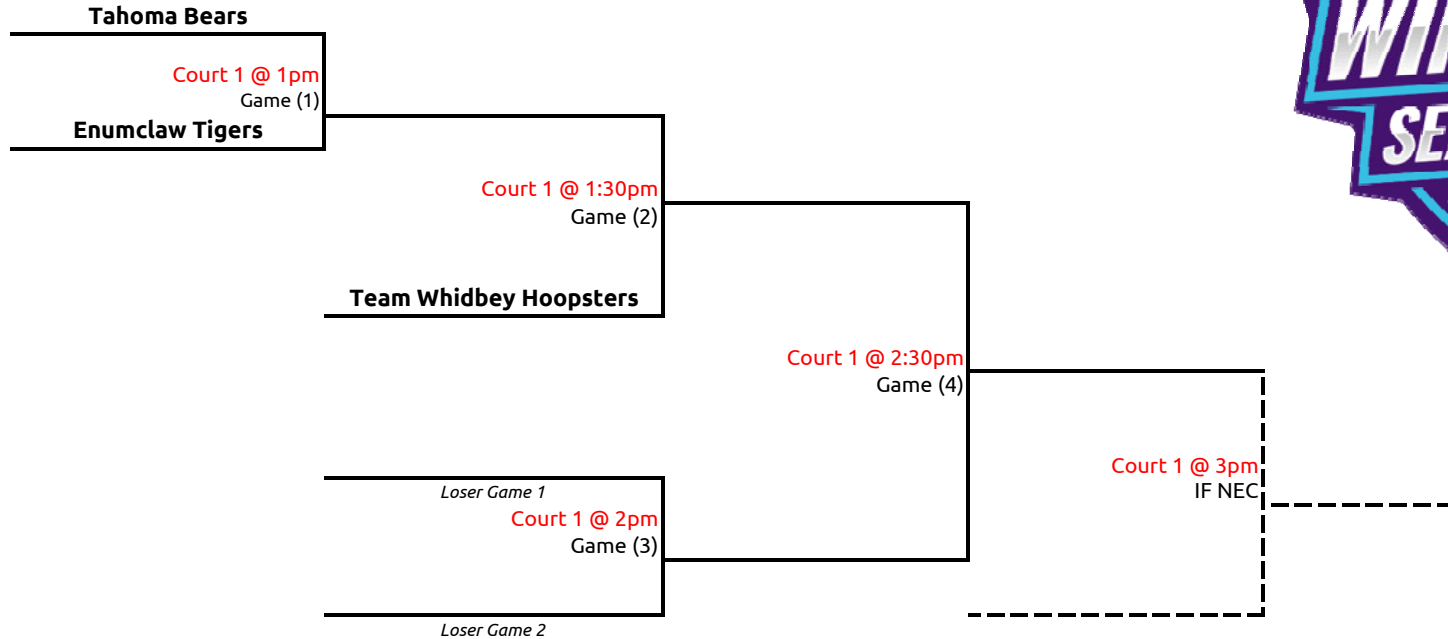 Tahoma Bears
Court 1 @ 1pm
Game (1)
Enumclaw Tigers
Court 1 @ 1:30pm
Game (2)
Team Whidbey Hoopsters
Court 1 @ 2:30pm
Game (4)
Court 1 @ 3pm
IF NEC
Loser Game 1
Court 1 @ 2pm
Game (3)
Loser Game 2